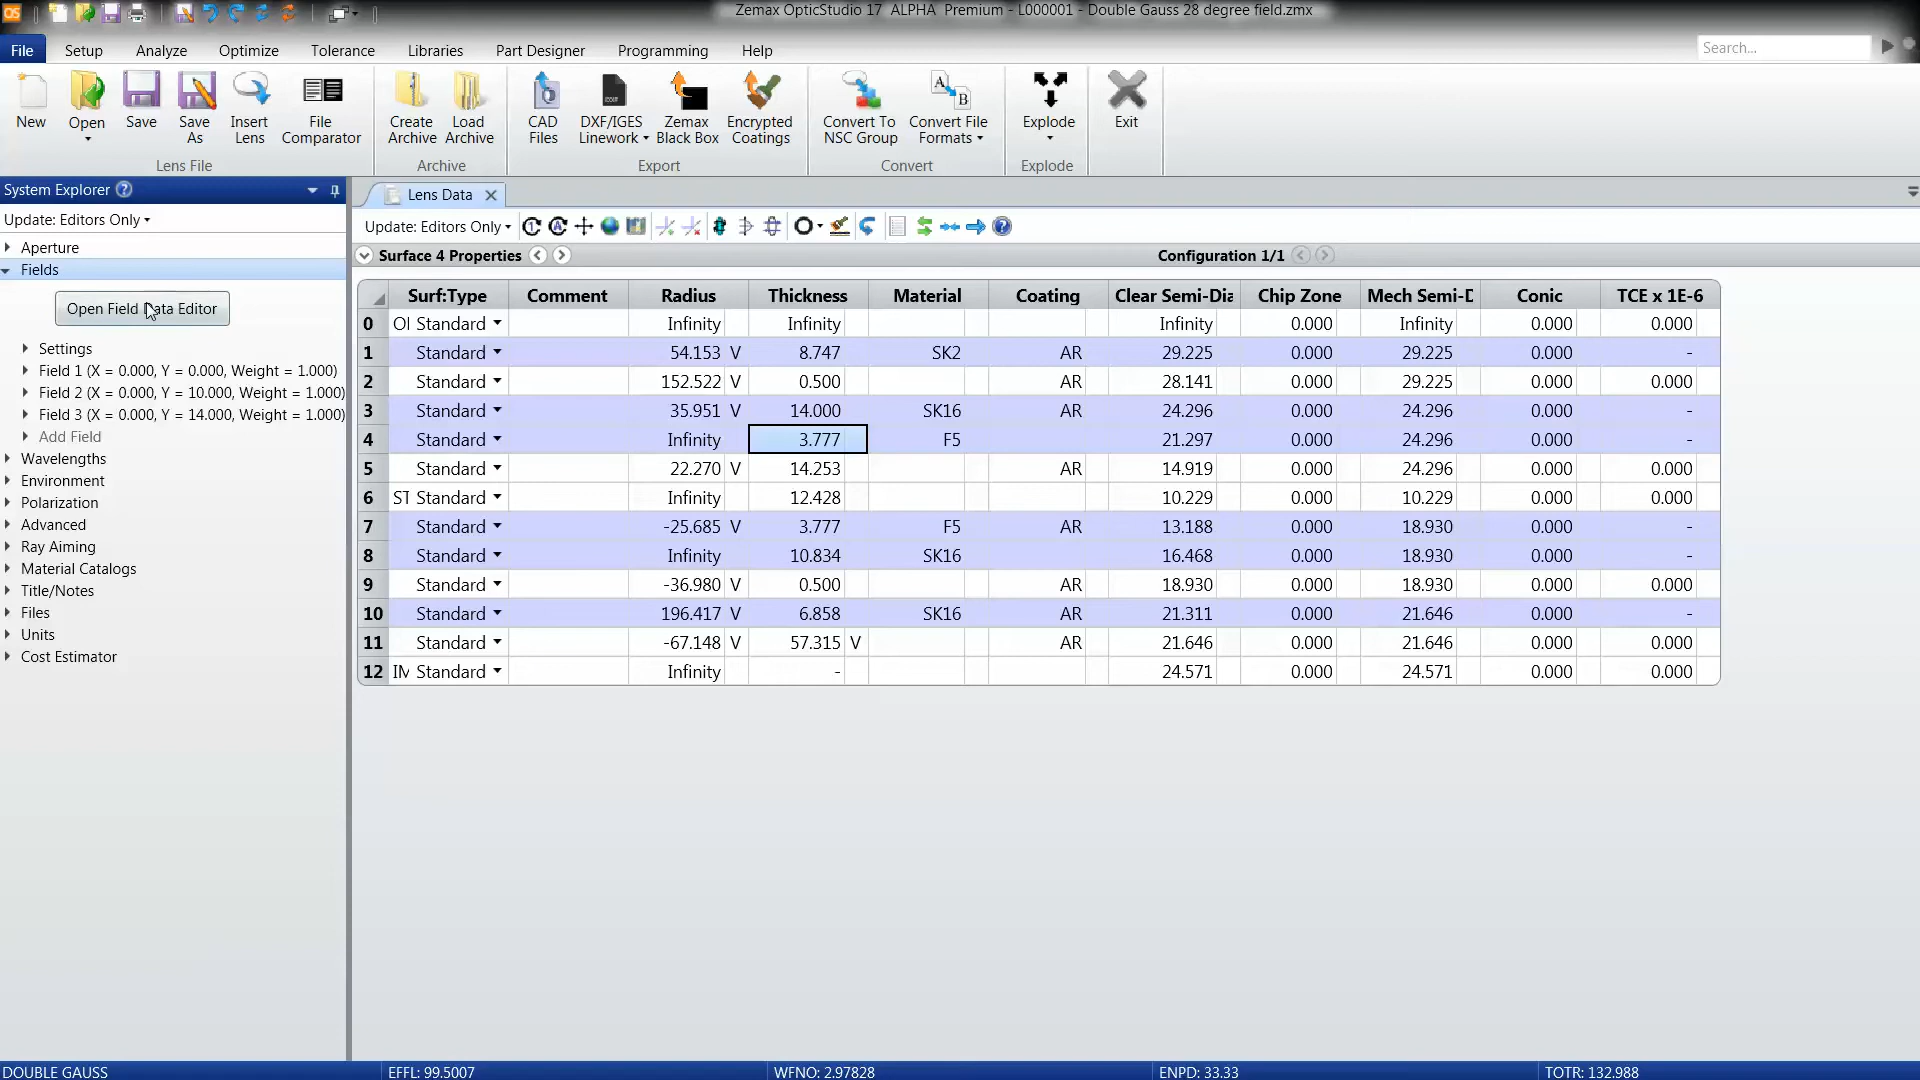 OS
Zemax OpticStudio 17 ALPHA Premium - L000001 - Double Gauss 28 degree field.zmx
File Setup Analyze Optimize Tolerance Libraries Part Designer Programming Help Search...
New Open Save Save As Insert Lens File Comparator Create Archive Load Archive CAD Files DXF/IGES Linework Zemax Black Box Encrypted Coatings Convert To NSC Group Convert File Formats Explode Exit
Lens File Archive Export Convert Explode
System Explorer ?
Update: Editors Only
Aperture
Fields
Open Field Data Editor
Settings
Field 1 (X = 0.000, Y = 0.000, Weight = 1.000)
Field 2 (X = 0.000, Y = 10.000, Weight = 1.000)
Field 3 (X = 0.000, Y = 14.000, Weight = 1.000)
Add Field
Wavelengths
Environment
Polarization
Advanced
Ray Aiming
Material Catalogs
Title/Notes
Files
Units
Cost Estimator
Lens Data
Update: Editors Only
Surface 4 Properties Configuration 1/1
Surf:Type Comment Radius Thickness Material Coating Clear Semi-Dia Chip Zone Mech Semi-D Conic TCE x 1E-6
0 Standard Infinity Infinity Infinity 0.000 Infinity 0.000 0.000
1 Standard 54.153 V 8.747 SK2 AR 29.225 0.000 29.225 0.000 -
2 Standard 152.522 V 0.500 AR 28.141 0.000 29.225 0.000 0.000
3 Standard 35.951 V 14.000 SK16 AR 24.296 0.000 24.296 0.000 -
4 Standard Infinity 3.777 F5 21.297 0.000 24.296 0.000 -
5 Standard 22.270 V 14.253 AR 14.919 0.000 24.296 0.000 0.000
6 ST Standard Infinity 12.428 10.229 0.000 10.229 0.000 0.000
7 Standard -25.685 V 3.777 F5 AR 13.188 0.000 18.930 0.000 -
8 Standard Infinity 10.834 SK16 16.468 0.000 18.930 0.000 -
9 Standard -36.980 V 0.500 AR 18.930 0.000 18.930 0.000 0.000
10 Standard 196.417 V 6.858 SK16 AR 21.311 0.000 21.646 0.000 -
11 Standard -67.148 V 57.315 V AR 21.646 0.000 21.646 0.000 0.000
12 Standard Infinity - 24.571 0.000 24.571 0.000 0.000
DOUBLE GAUSS EFFL: 99.5007 WFNO: 2.97828 ENPD: 33.33 TOTR: 132.988